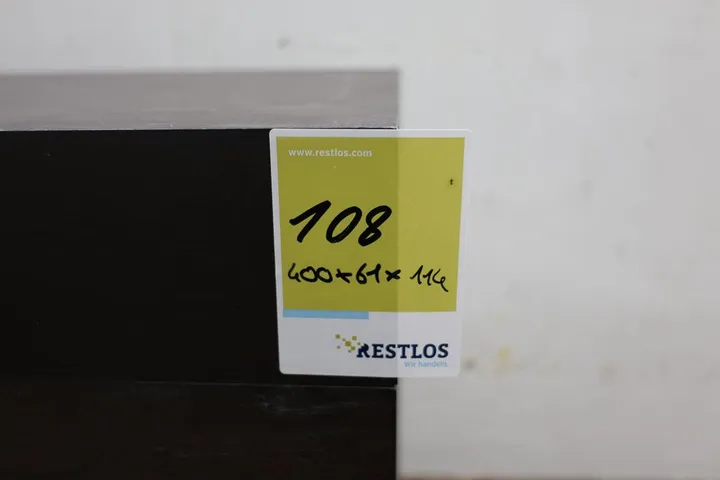 www.restlos.com
108
400x61x114
RESTLOS
Wir handeln.